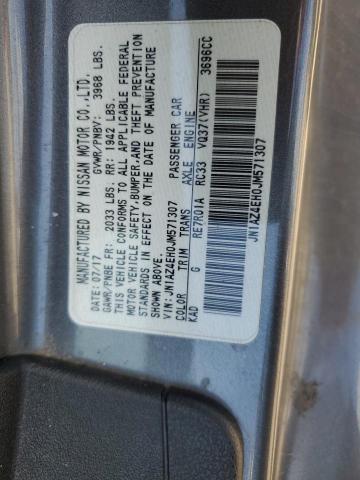 MANUFACTURED BY NISSAN MOTOR CO.,LTD.
DATE: 07/17 GVWR/PNBV: 3968 LBS.
GAWR/PNBE FR: 2033 LBS. RR: 1942 LBS.
THIS VEHICLE CONFORMS TO ALL APPLICABLE FEDERAL
MOTOR VEHICLE SAFETY,BUMPER,AND THEFT PREVENTION
STANDARDS IN EFFECT ON THE DATE OF MANUFACTURE
SHOWN ABOVE.
VIN: JN1AZ4EH0JM571307 PASSENGER CAR
COLOR TRIM TRANS AXLE ENGINE
KAD G RE7R01A RC33 VQ37(VHR) 3696CC
JN1AZ4EH0JM571307